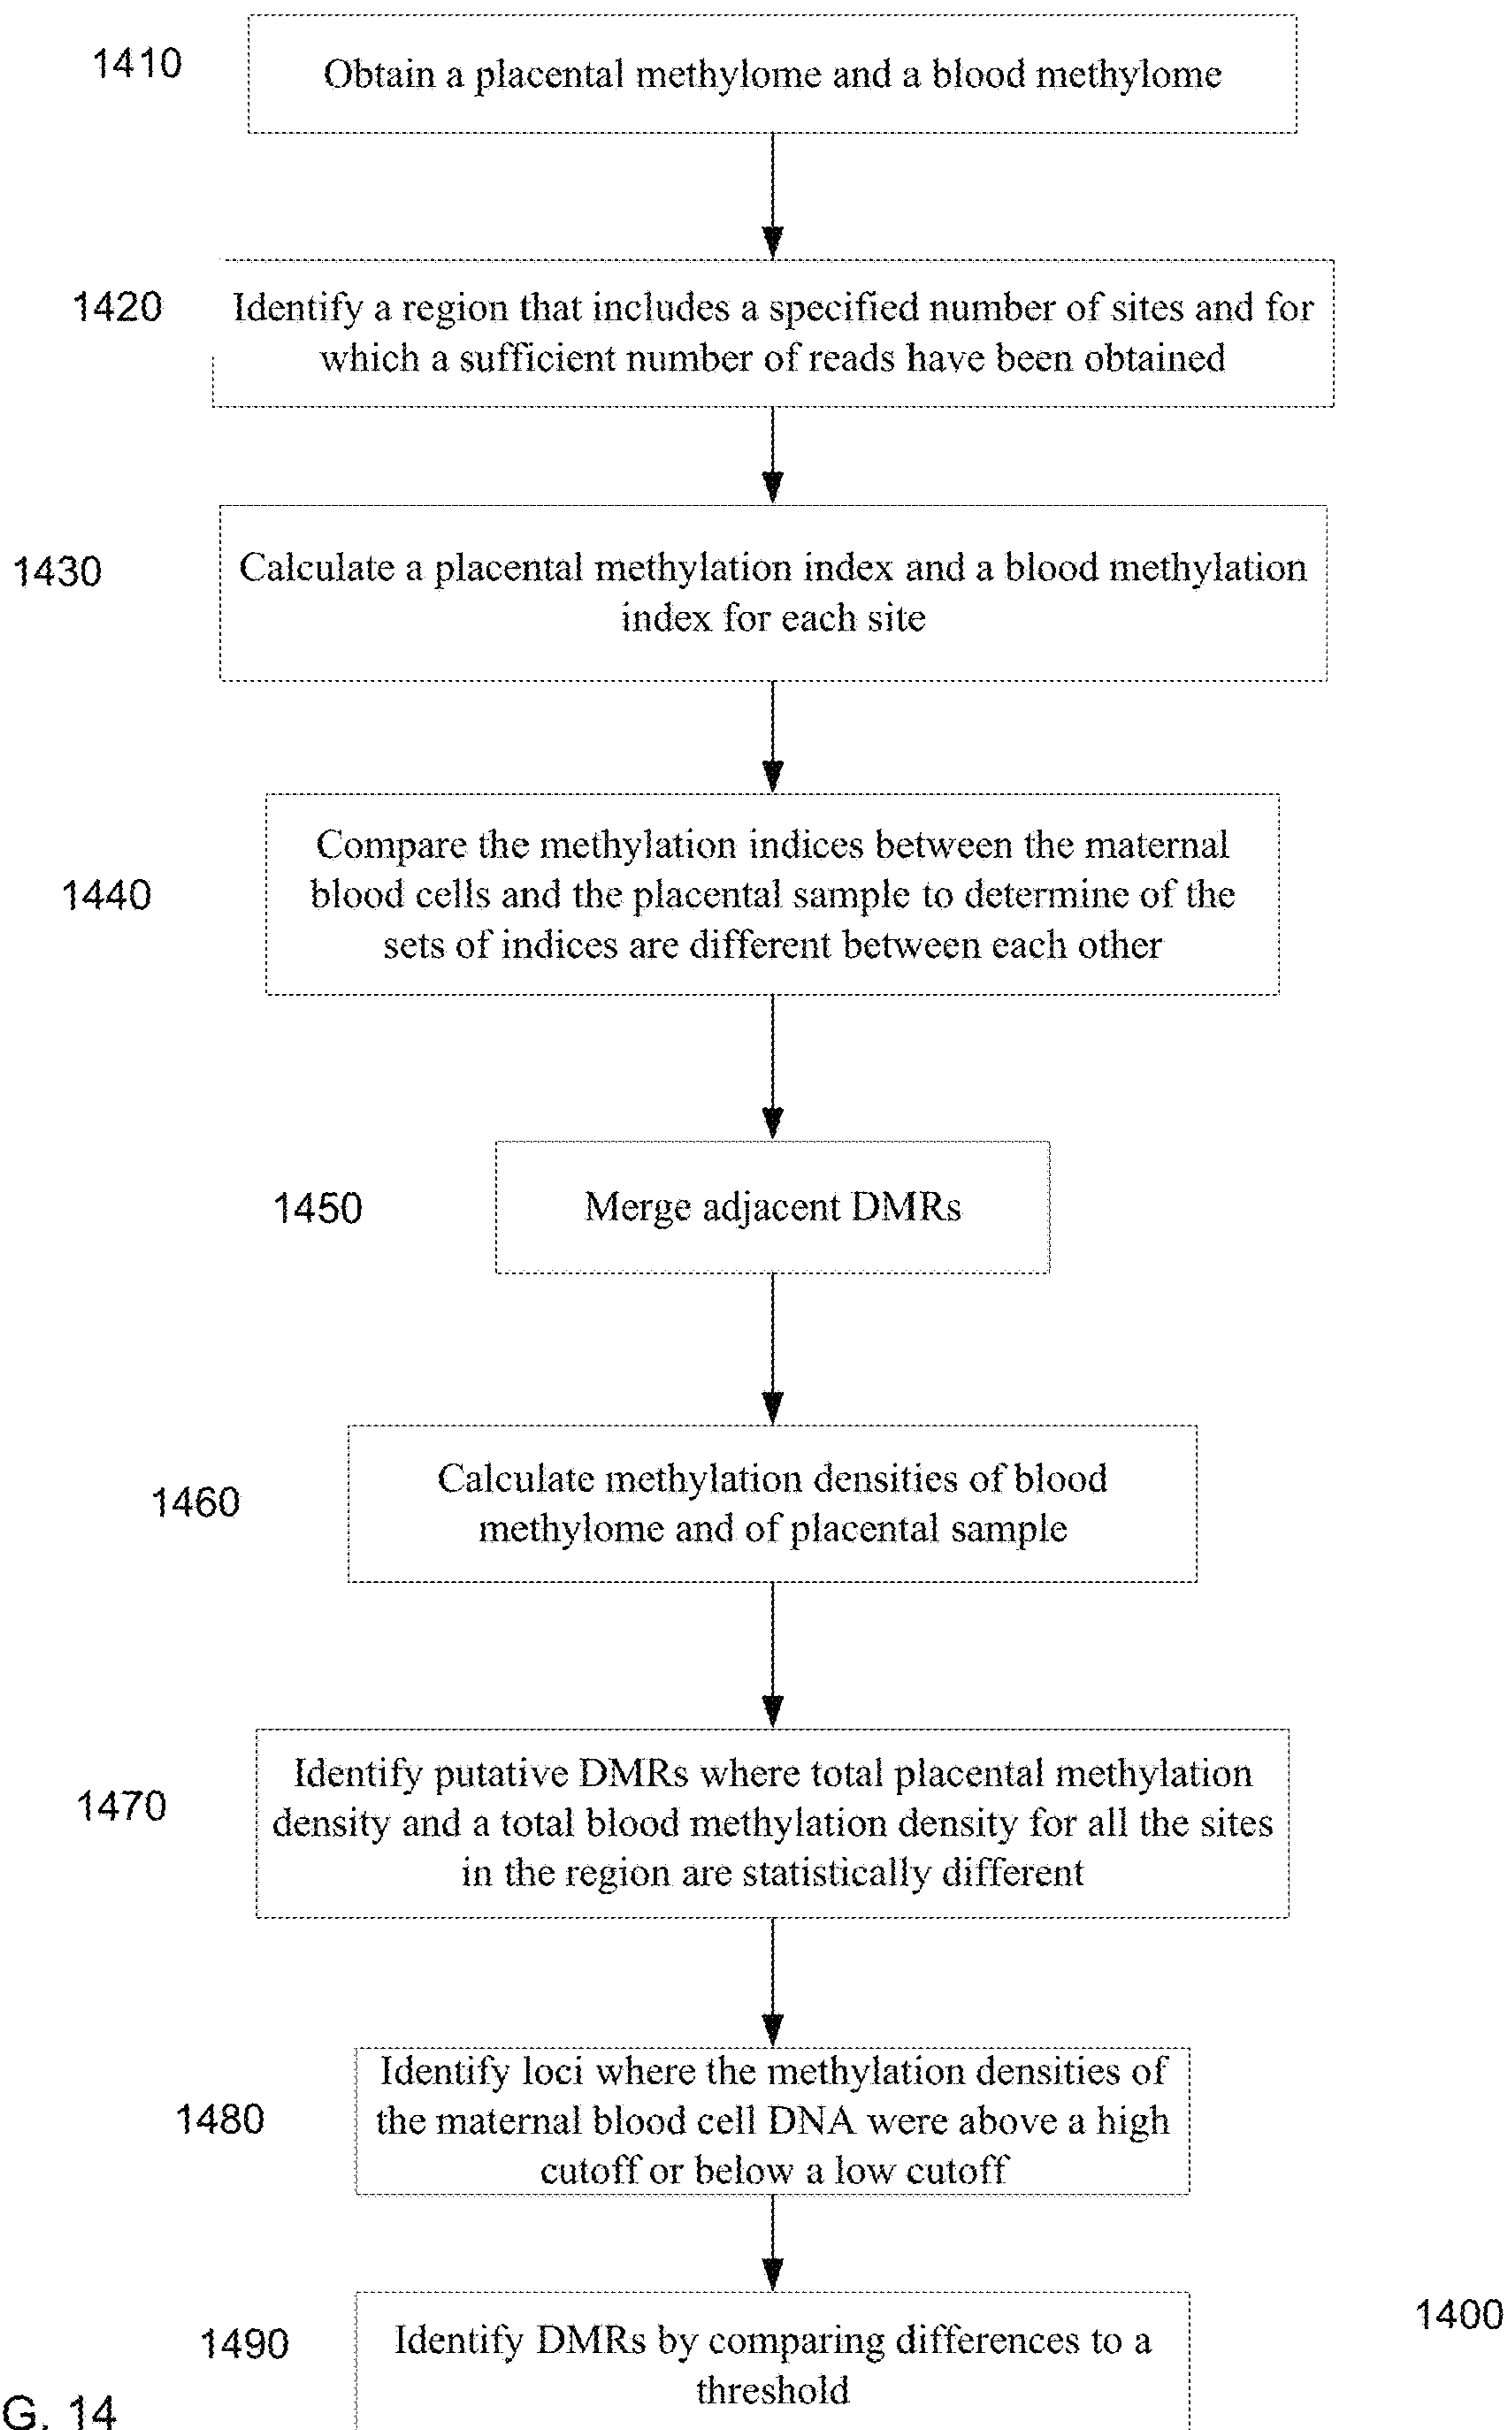 1410
Obtain a placental methylome and a blood methylome
1420
Identify a region that includes a specified number of sites and for
which a sufficient number of reads have been obtained
1430
Calculate a placental methylation index and a blood methylation
index for each site
1440
Compare the methylation indices between the maternal
blood cells and the placental sample to determine of the
sets of indices are different between each other
1450
Merge adjacent DMRs
1460
Calculate methylation densities of blood
methylome and of placental sample
1470
Identify putative DMRs where total placental methylation
density and a total blood methylation density for all the sites
in the region are statistically different
1480
Identify loci where the methylation densities of
the maternal blood cell DNA were above a high
cutoff or below a low cutoff
1490
Identify DMRs by comparing differences to a
threshold
1400
G. 14